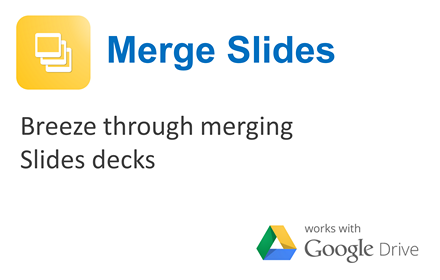 Merge Slides
Breeze through merging
Slides decks
works with
Google Drive